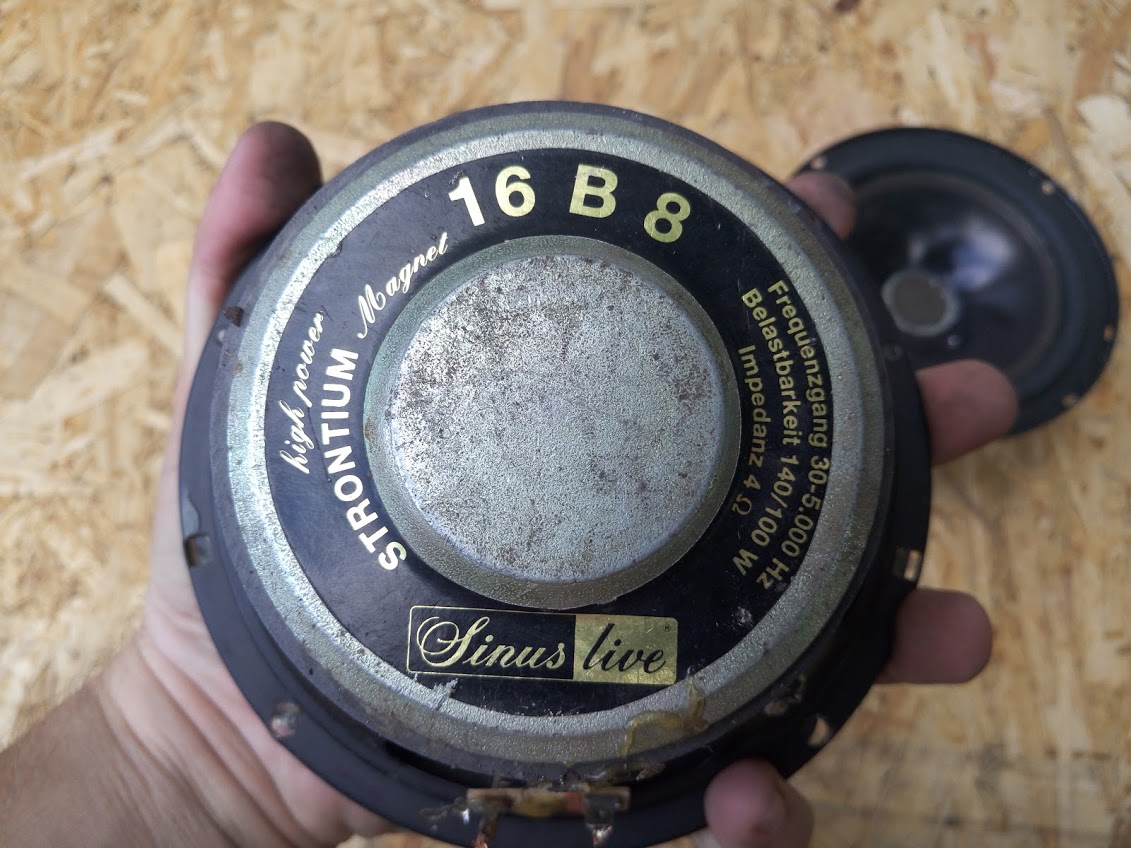 16 B 8
high power
STRONTIUM Magnet
Frequenzgang 30-5.000 Hz
Belastbarkeit 140/100 W
Impedanz 4 Ω
Sinus live ®